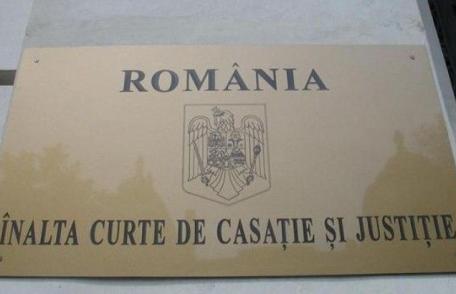 ROMÂNIA
ÎNALTA CURTE DE CASAȚIE ȘI JUSTIȚIE